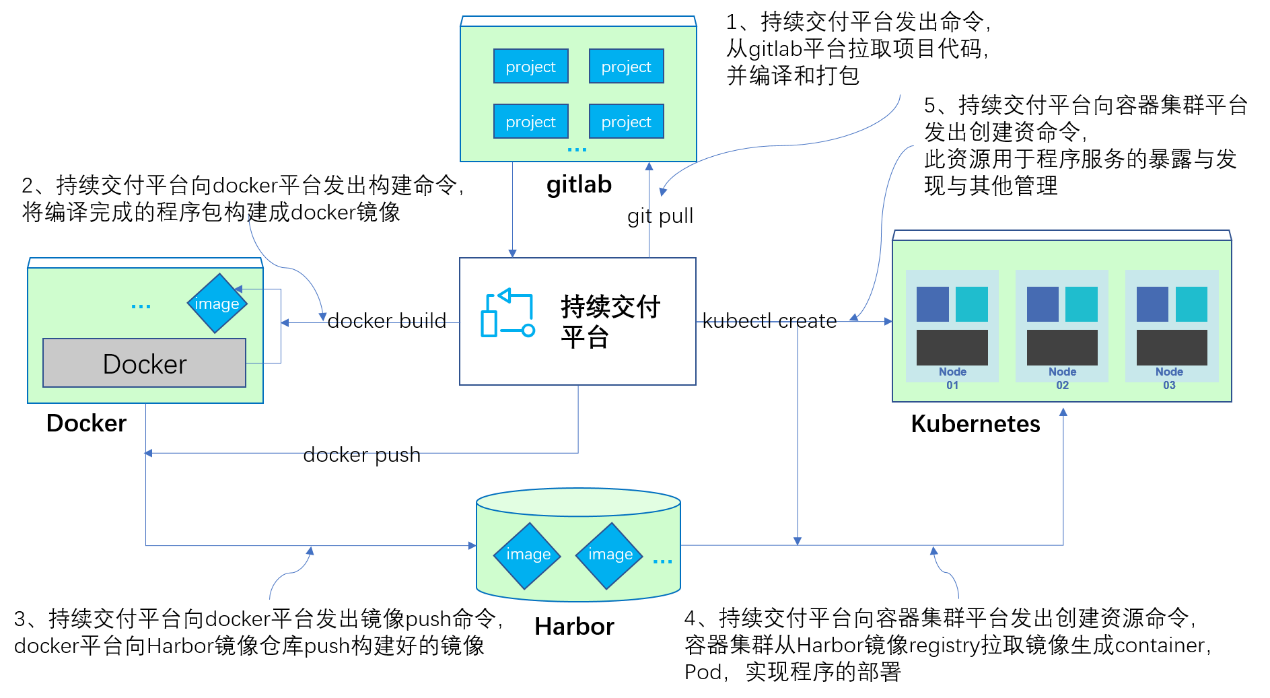 1、持续交付平台发出命令,
从gitlab平台拉取项目代码,
并编译和打包
project
project
project
project
...
gitlab
git pull
5、持续交付平台向容器集群平台
发出创建资命令,
此资源用于程序服务的暴露与发
现与其他管理
2、持续交付平台向docker平台发出构建命令,
将编译完成的程序包构建成docker镜像
...
image
Docker
Docker
docker build
持续交付
平台
kubectl create
Node
01
Node
02
Node
03
Kubernetes
docker push
image
image
...
Harbor
3、持续交付平台向docker平台发出镜像push命令,
docker平台向Harbor镜像仓库push构建好的镜像
4、持续交付平台向容器集群平台发出创建资源命令,
容器集群从Harbor镜像registry拉取镜像生成container,
Pod，实现程序的部署